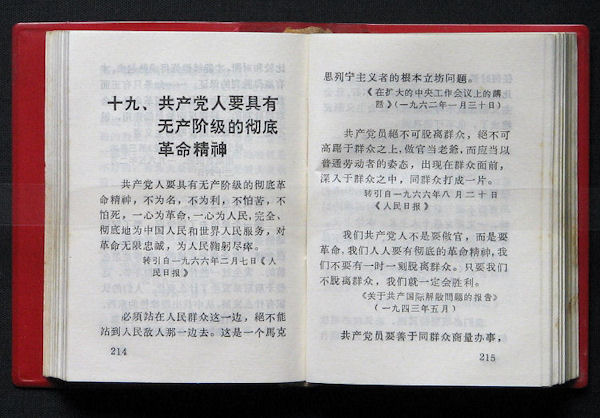 十九、共产党人要具有
无产阶级的彻底
革命精神
共产党人要具有无产阶级的彻底革
命精神，不为名，不为利，不怕苦，不
怕死，一心为革命，一心为人民，完全、
彻底地为中国人民和世界人民服务，对
革命无限忠诚，为人民鞠躬尽瘁。
转引自一九六六年二月七日《人
民日报》
必须站在人民群众这一边，绝不能
站到人民敌人那一边去。这是一个馬克
214
思列宁主义者的根本立坊问题。
《在扩大的中央工作会议上的講
話》（一九六二年一月三十日）
共产党员絕不可脫离群众，絕不可
高踞于群众之上，做官当老爷，而应当以
普通劳动者的姿态，出现在群众面前，
深入于群众之中，同群众打成一片。
转引自一九六六年八月二十日
《人民日报》
我们共产党人不是要做官，而是要
革命，我们人人要有彻底的革命精神，我
们不要有一时一刻脫离群众。只要我们
不脫离群众，我们就一定会胜利。
《关于共产国际解散問題的报告》
（一九四三年五月）
共产党员要善于同群众商量办事，
215